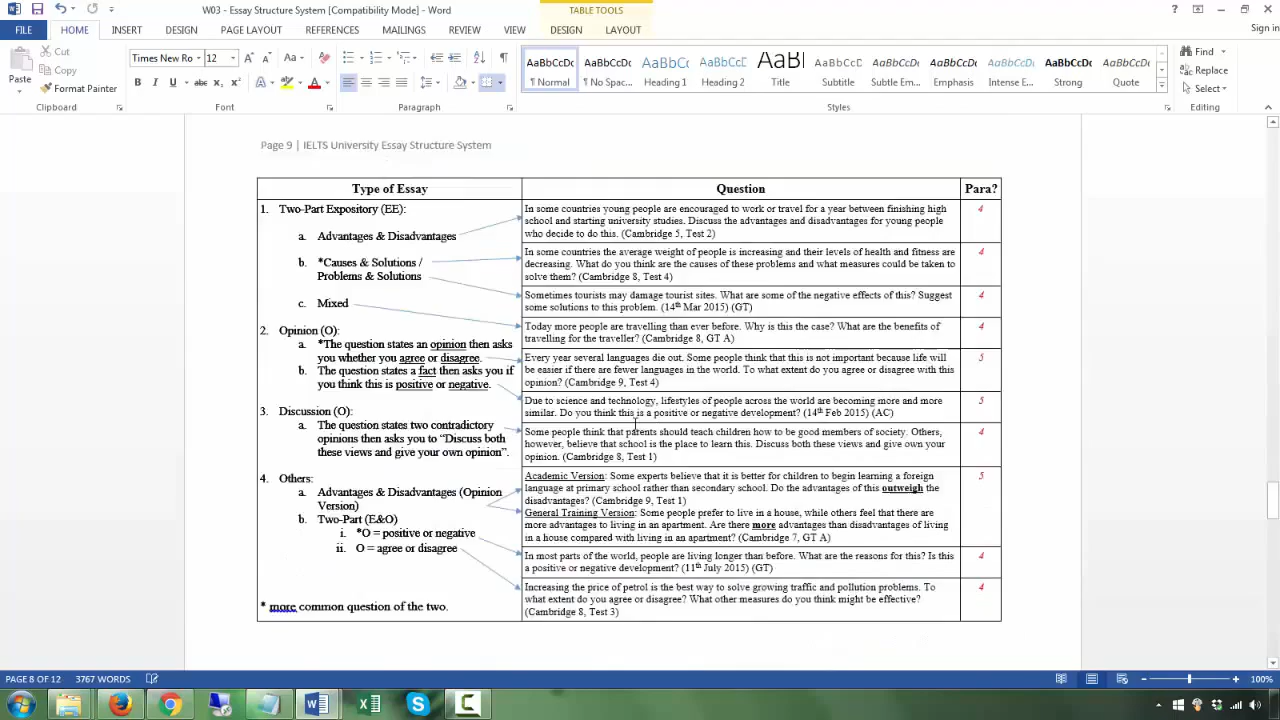 W03 - Essay Structure System [Compatibility Mode] - Word
TABLE TOOLS
FILE HOME INSERT DESIGN PAGE LAYOUT REFERENCES MAILINGS REVIEW VIEW DESIGN LAYOUT
Sign in
Paste
Cut
Copy
Format Painter
Clipboard
Times New Ro 12
Font
Paragraph
AaBbCcDc AaBbCcDc AaBbCc AaBbCc AaBl AaBbCcDc AaBbCcDc AaBbCcDc AaBbCcDc AaBbCcDc AaBbCcDc
¶ Normal ¶ No Spac... Heading 1 Heading 2 Title Subtitle Subtle Em... Emphasis Intense E... Strong Quote
Styles
Find
Replace
Select
Editing
Page 9 | IELTS University Essay Structure System
Type of Essay
1. Two-Part Expository (EE):
a. Advantages & Disadvantages
b. *Causes & Solutions /
Problems & Solutions
c. Mixed
2. Opinion (O):
a. *The question states an opinion then asks
you whether you agree or disagree.
b. The question states a fact then asks you if
you think this is positive or negative.
3. Discussion (O):
a. The question states two contradictory
opinions then asks you to “Discuss both
these views and give your own opinion”.
4. Others:
a. Advantages & Disadvantages (Opinion
Version)
b. Two-Part (E&O)
i. *O = positive or negative
ii. O = agree or disagree
* more common question of the two.
Question Para?
In some countries young people are encouraged to work or travel for a year between finishing high 4
school and starting university studies. Discuss the advantages and disadvantages for young people
who decide to do this. (Cambridge 5, Test 2)
In some countries the average weight of people is increasing and their levels of health and fitness are 4
decreasing. What do you think are the causes of these problems and what measures could be taken to
solve them? (Cambridge 8, Test 4)
Sometimes tourists may damage tourist sites. What are some of the negative effects of this? Suggest 4
some solutions to this problem. (14th Mar 2015) (GT)
Today more people are travelling than ever before. Why is this the case? What are the benefits of 4
travelling for the traveller? (Cambridge 8, GT A)
Every year several languages die out. Some people think that this is not important because life will 5
be easier if there are fewer languages in the world. To what extent do you agree or disagree with this
opinion? (Cambridge 9, Test 4)
Due to science and technology, lifestyles of people across the world are becoming more and more 5
similar. Do you think this is a positive or negative development? (14th Feb 2015) (AC)
Some people think that parents should teach children how to be good members of society. Others, 4
however, believe that school is the place to learn this. Discuss both these views and give your own
opinion. (Cambridge 8, Test 1)
Academic Version: Some experts believe that it is better for children to begin learning a foreign 5
language at primary school rather than secondary school. Do the advantages of this outweigh the
disadvantages? (Cambridge 9, Test 1)
General Training Version: Some people prefer to live in a house, while others feel that there are
more advantages to living in an apartment. Are there more advantages than disadvantages of living
in a house compared with living in an apartment? (Cambridge 7, GT A)
In most parts of the world, people are living longer than before. What are the reasons for this? Is this 4
a positive or negative development? (11th July 2015) (GT)
Increasing the price of petrol is the best way to solve growing traffic and pollution problems. To 4
what extent do you agree or disagree? What other measures do you think might be effective?
(Cambridge 8, Test 3)
PAGE 8 OF 12 3767 WORDS
100%